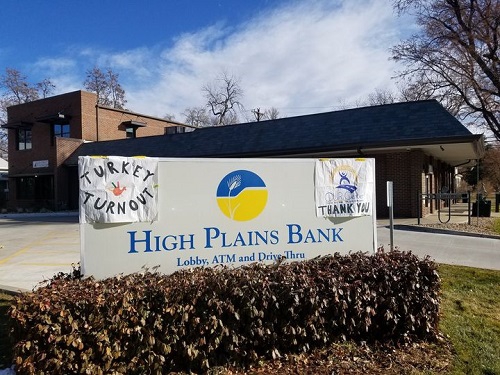 TURKEY
TURNOUT
THANK YOU
HIGH PLAINS BANK
Lobby, ATM and Drive Thru